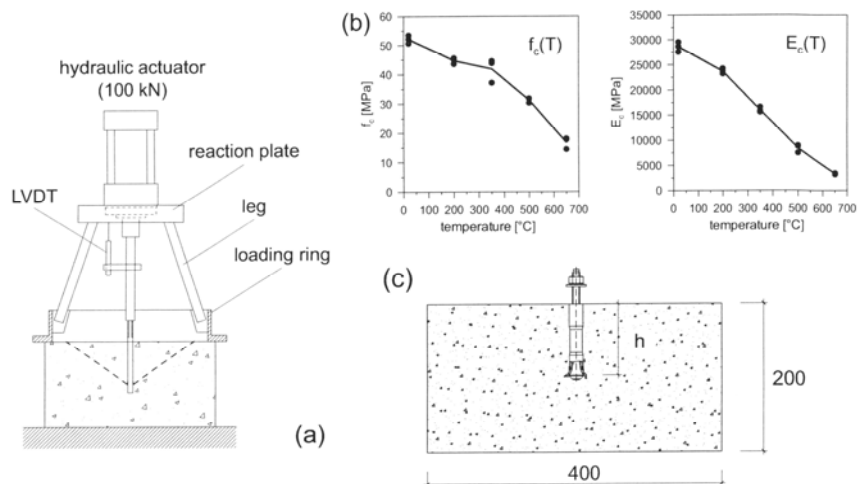 hydraulic actuator
(100 kN)
reaction plate
LVDT
leg
loading ring
(a)
(b)
60
50
40
30
20
10
0
f_c [MPa]
f_c(T)
0 100 200 300 400 500 600 700
temperature [°C]
35000
30000
25000
20000
15000
10000
5000
0
E_c [MPa]
E_c(T)
0 100 200 300 400 500 600 700
temperature [°C]
(c)
h
200
400